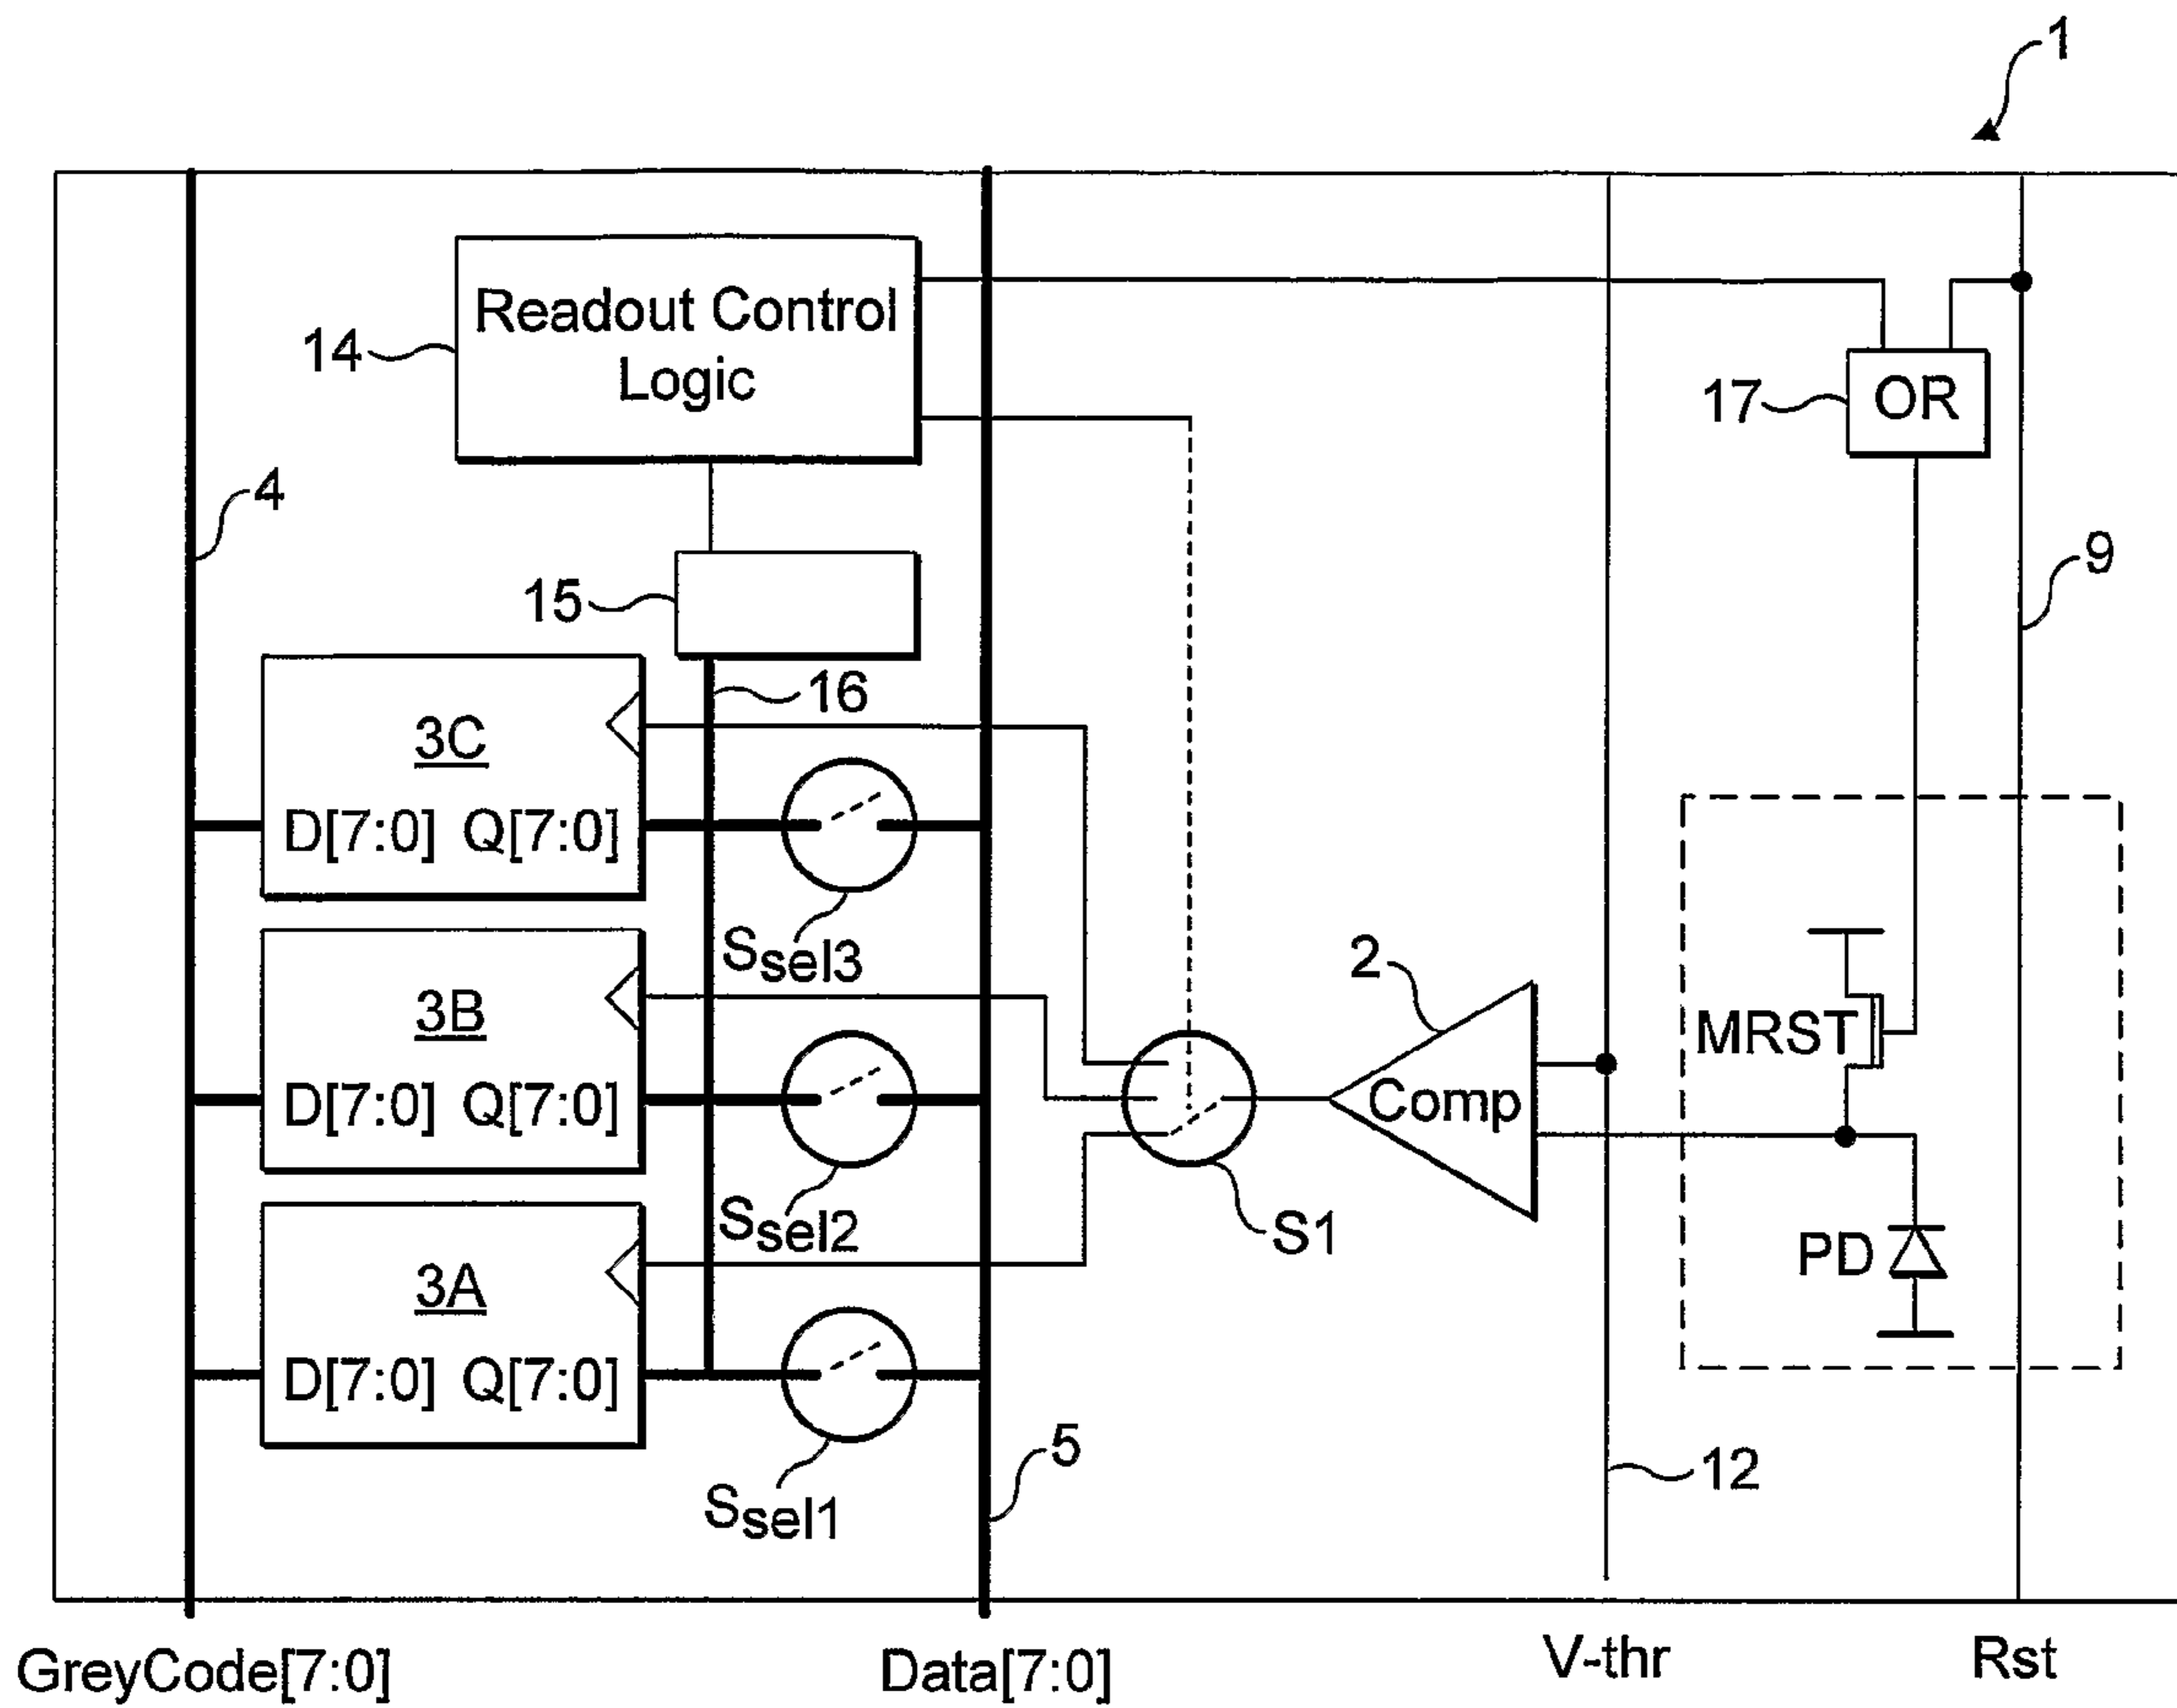 1
Readout Control
Logic
14
OR
17
4
9
15
16
3C
D[7:0] Q[7:0]
Ssel3
2
3B
MRST
D[7:0] Q[7:0]
Comp
Ssel2
S1
PD
3A
D[7:0] Q[7:0]
5
12
Ssel1
GreyCode[7:0]
Data[7:0]
V-thr
Rst